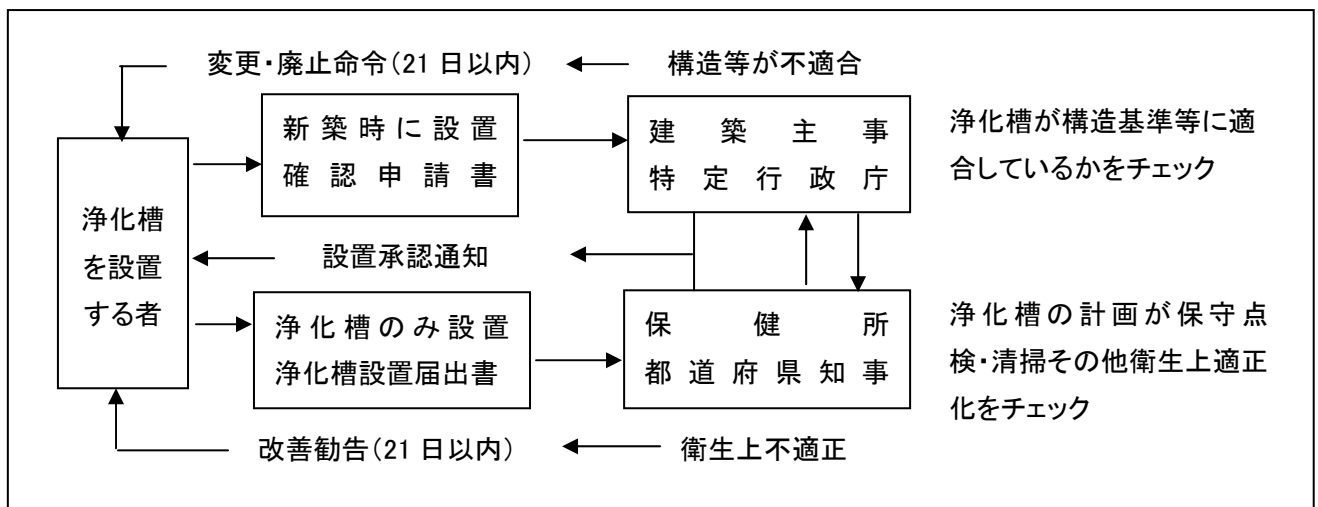 変更・廃止命令(21日以内)
構造等が不適合
新築時に設置
確認申請書
建築主事
特定行政庁
浄化槽が構造基準等に適
合しているかをチェック
浄化槽
を設置
する者
設置承認通知
浄化槽のみ設置
浄化槽設置届出書
保健所
都道府県知事
浄化槽の計画が保守点
検・清掃その他衛生上適正
化をチェック
改善勧告(21日以内)
衛生上不適正